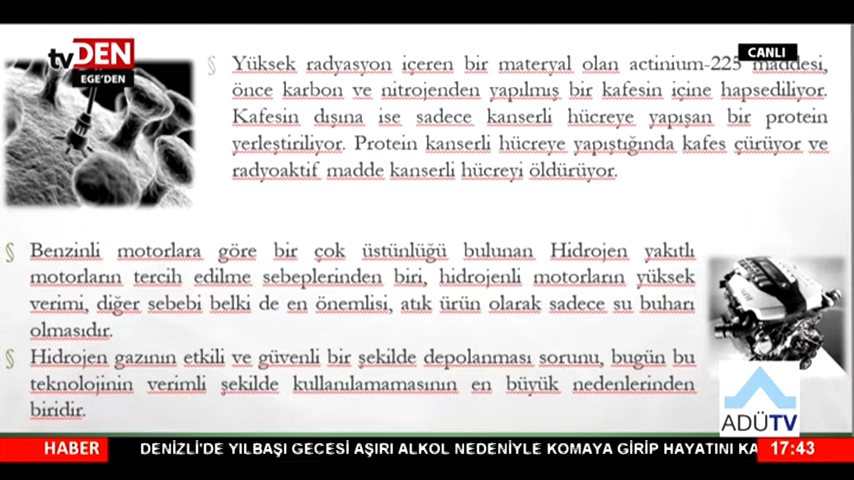 tvDEN
EGE'DEN
CANLI
§ Yüksek radyasyon içeren bir materyal olan actinium-225 maddesi,
önce karbon ve nitrojenden yapılmış bir kafesin içine hapsediliyor.
Kafesin dışına ise sadece kanserli hücreye yapışan bir protein
yerleştiriliyor. Protein kanserli hücreye yapıştığında kafes çürüyor ve
radyoaktif madde kanserli hücreyi öldürüyor.
§ Benzinli motorlara göre bir çok üstünlüğü bulunan Hidrojen yakıtlı
motorların tercih edilme sebeplerinden biri, hidrojenli motorların yüksek
verimi, diğer sebebi belki de en önemlisi, atık ürün olarak sadece su buharı
olmasıdır.
§ Hidrojen gazının etkili ve güvenli bir şekilde depolanması sorunu, bugün bu
teknolojinin verimli şekilde kullanılamamasının en büyük nedenlerinden
biridir.
ADÜTV
HABER
DENİZLİ'DE YILBAŞI GECESİ AŞIRI ALKOL NEDENİYLE KOMAYA GİRİP HAYATINI KA
17:43